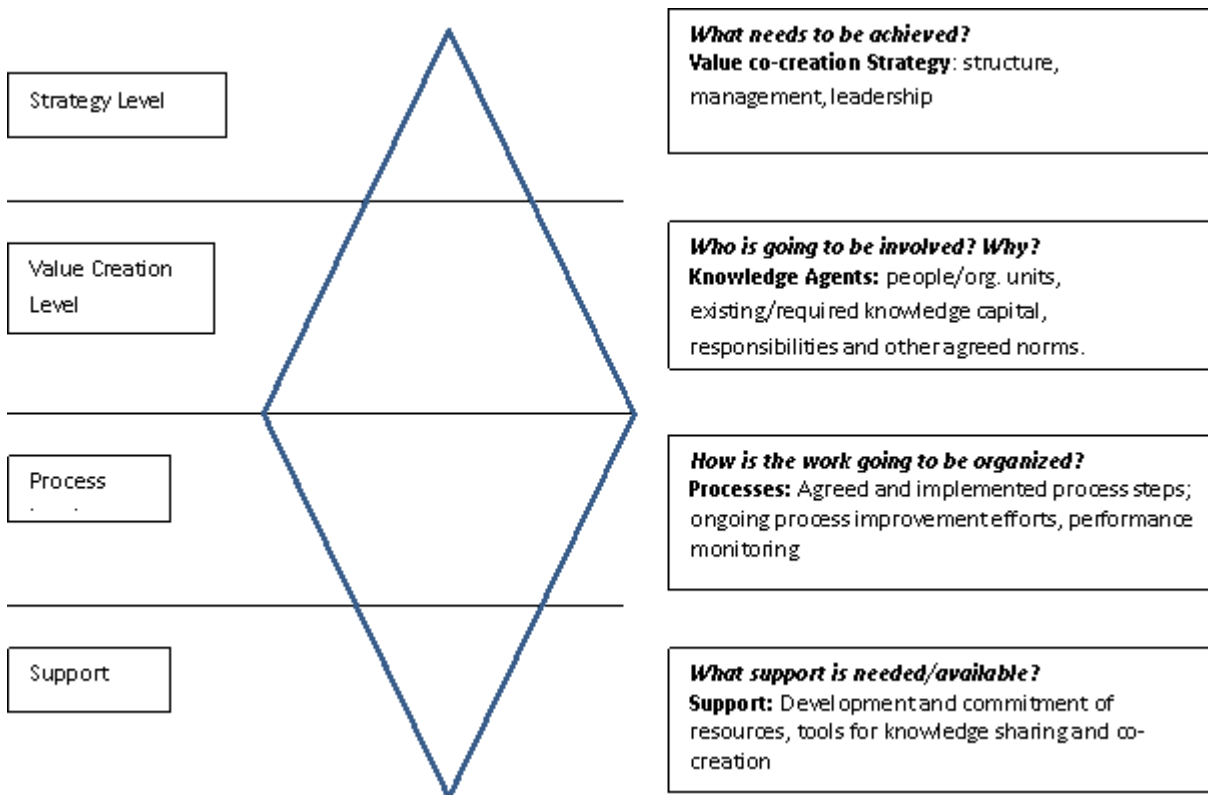 Strategy Level
What needs to be achieved?
Value co-creation Strategy: structure,
management, leadership
Value Creation
Level
Who is going to be involved? Why?
Knowledge Agents: people/org. units,
existing/required knowledge capital,
responsibilities and other agreed norms.
Process
How is the work going to be organized?
Processes: Agreed and implemented process steps;
ongoing process improvement efforts, performance
monitoring
Support
What support is needed/available?
Support: Development and commitment of
resources, tools for knowledge sharing and co-
creation